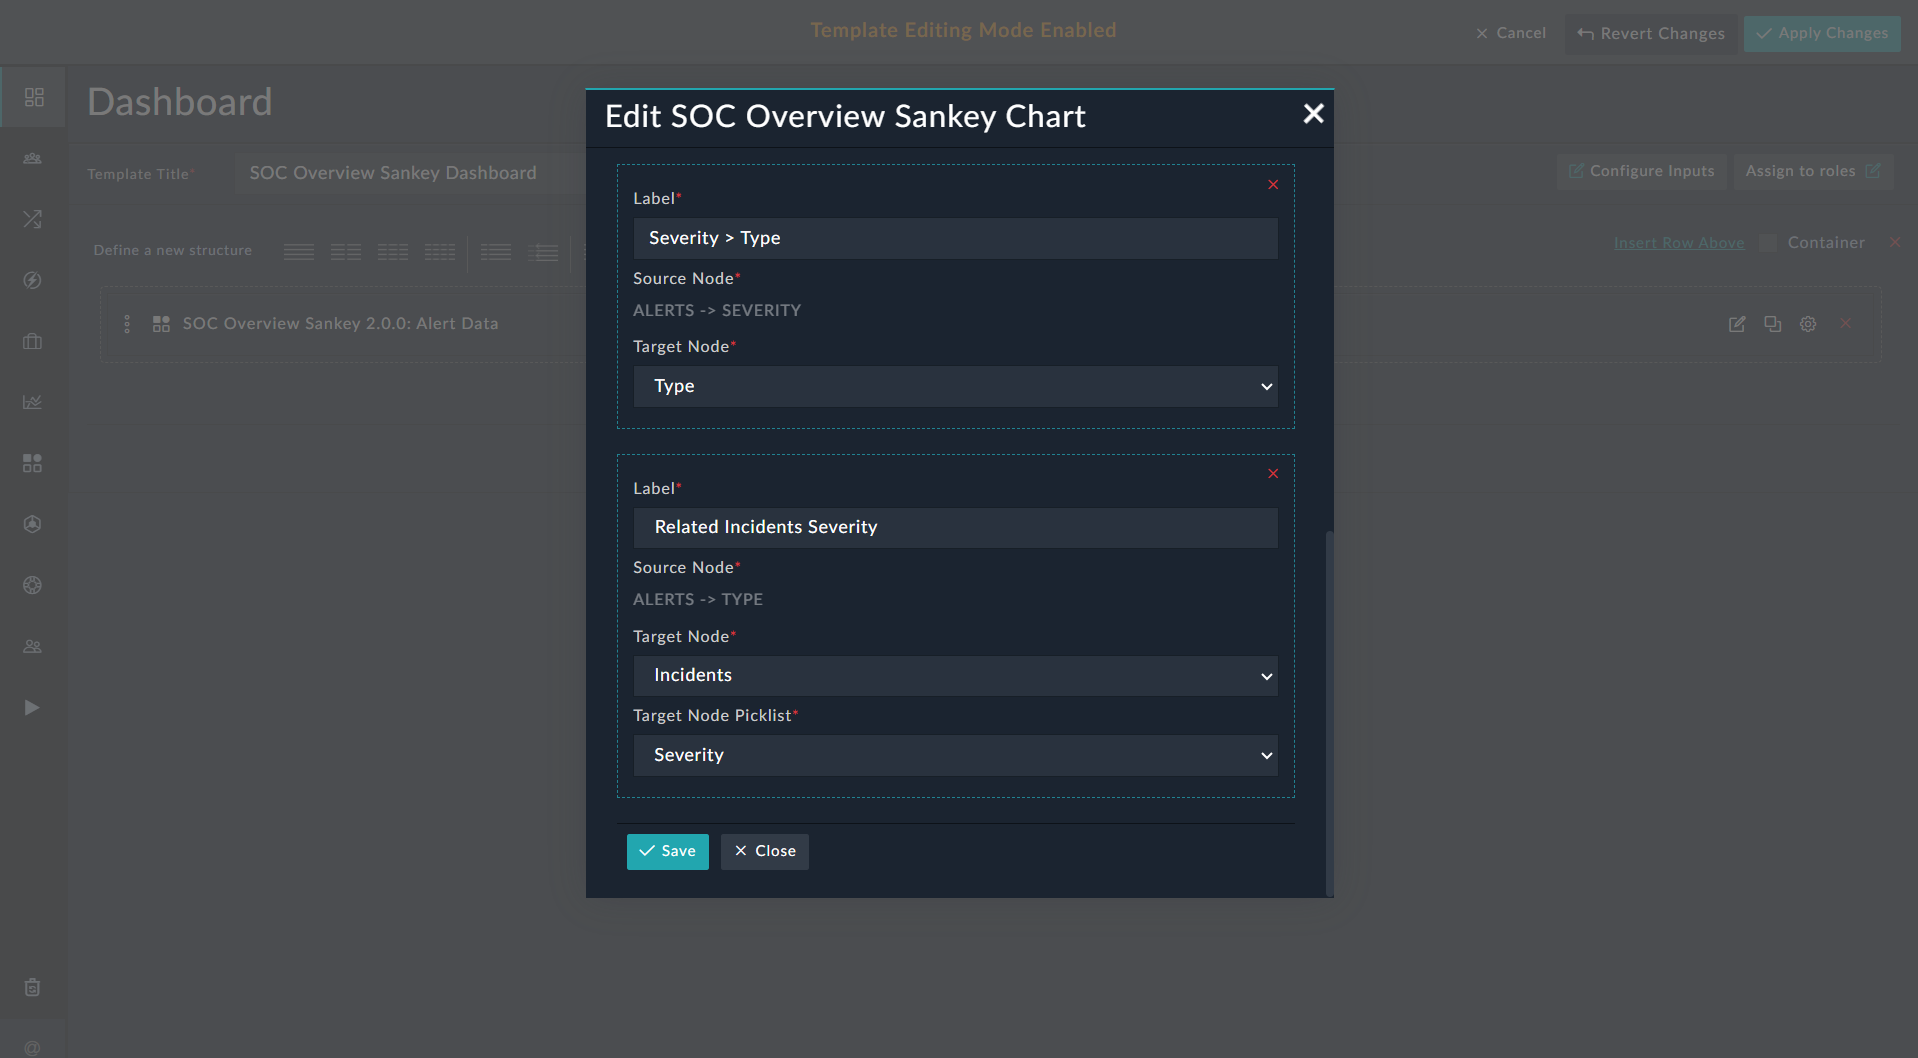 Template Editing Mode Enabled
Cancel
Revert Changes
Apply Changes
Dashboard
Template Title*
SOC Overview Sankey Dashboard
Configure Inputs
Assign to roles
Define a new structure
Insert Row Above
Container
SOC Overview Sankey 2.0.0: Alert Data
Edit SOC Overview Sankey Chart
Label*
Severity > Type
Source Node*
ALERTS -> SEVERITY
Target Node*
Type
Label*
Related Incidents Severity
Source Node*
ALERTS -> TYPE
Target Node*
Incidents
Target Node Picklist*
Severity
Save
Close